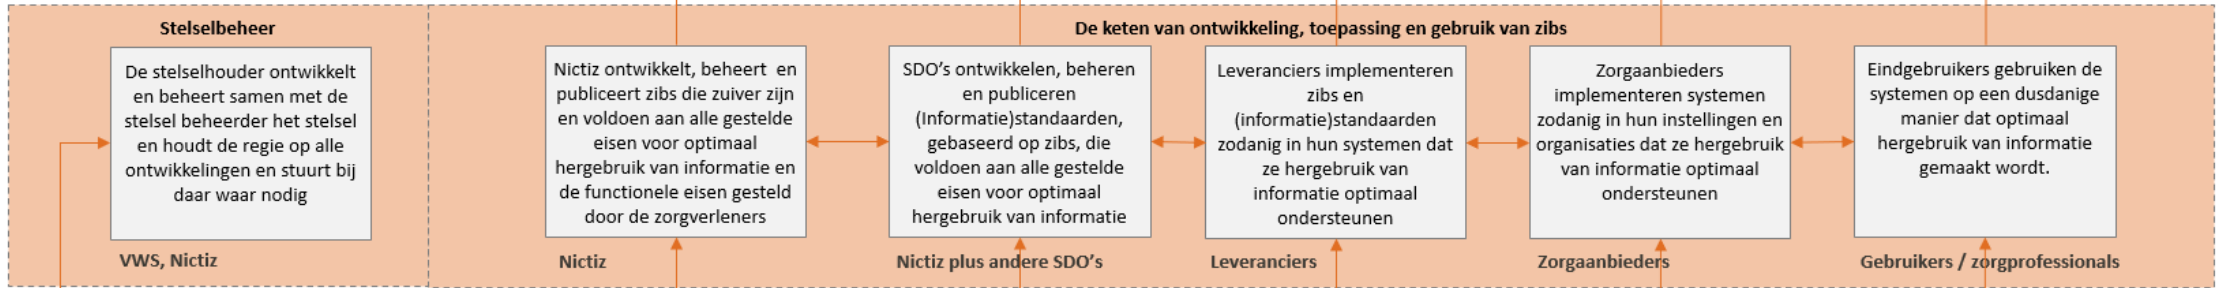 Stelselbeheer
De stelselhouder ontwikkelt
en beheert samen met de
stelsel beheerder het stelsel
en houdt de regie op alle
ontwikkelingen en stuurt bij
daar waar nodig
VWS, Nictiz
De keten van ontwikkeling, toepassing en gebruik van zibs
Nictiz ontwikkelt, beheert en
publiceert zibs die zuiver zijn
en voldoen aan alle gestelde
eisen voor optimaal
hergebruik van informatie en
de functionele eisen gesteld
door de zorgverleners
Nictiz
SDO's ontwikkelen, beheren
en publiceren
(Informatie)standaarden,
gebaseerd op zibs, die
voldoen aan alle gestelde
eisen voor optimaal
hergebruik van informatie
Nictiz plus andere SDO's
Leveranciers implementeren
zibs en
(informatie)standaarden
zodanig in hun systemen dat
ze hergebruik van
informatie optimaal
ondersteunen
Leveranciers
Zorgaanbieders
implementeren systemen
zodanig in hun instellingen en
organisaties dat ze hergebruik
van informatie optimaal
ondersteunen
Zorgaanbieders
Eindgebruikers gebruiken de
systemen op een dusdanige
manier dat optimaal
hergebruik van informatie
gemaakt wordt.
Gebruikers / zorgprofessionals